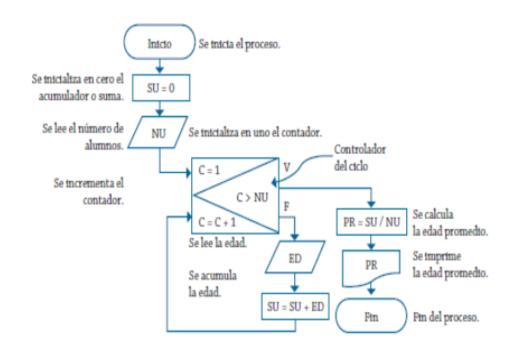 Inicio
Se inicia el proceso.
Se inicializa en cero el
acumulador o suma.
SU = 0
Se lee el número de
alumnos.
NU
Se inicializa en uno el contador.
Controlador
del ciclo
C = 1
V
Se incrementa el
contador.
C > NU
F
C = C + 1
PR = SU / NU
Se calcula
la edad promedio.
Se lee la edad.
ED
PR
Se imprime
la edad promedio.
Se acumula
la edad.
SU = SU + ED
Fin
Fin del proceso.